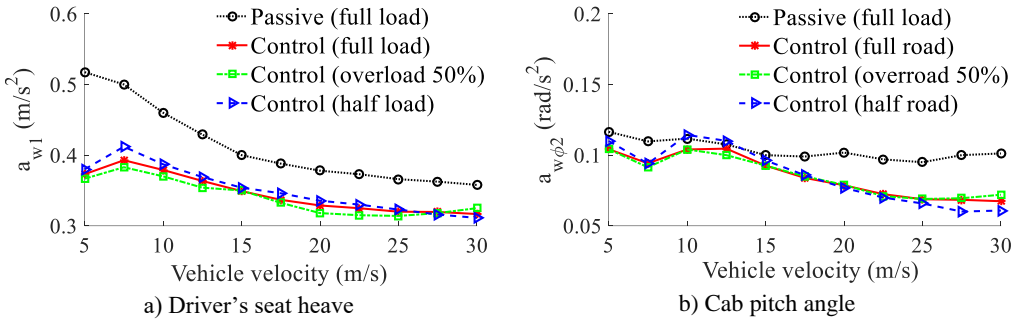 0.6
0.5
0.4
0.3
a w1 (m/s2)
Passive (full load)
Control (full load)
Control (overload 50%)
Control (half load)
5 10 15 20 25 30
Vehicle velocity (m/s)
a) Driver's seat heave
0.2
0.15
0.1
0.05
a wϕ2 (rad/s2)
Passive (full load)
Control (full road)
Control (overroad 50%)
Control (half road)
5 10 15 20 25 30
Vehicle velocity (m/s)
b) Cab pitch angle